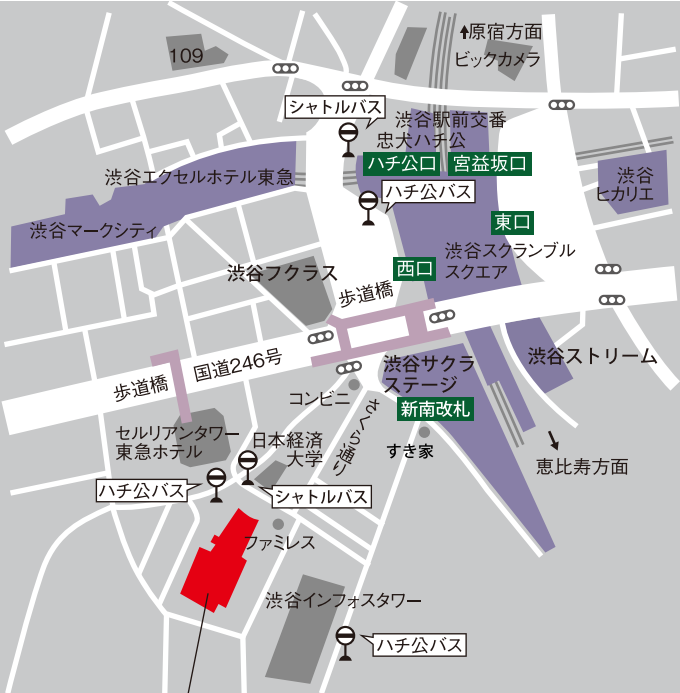 ↑原宿方面
109
ビックカメラ
シャトルバス
渋谷駅前交番
忠犬ハチ公
ハチ公口
宮益坂口
渋谷エクセルホテル東急
渋谷
ヒカリエ
ハチ公バス
渋谷マークシティ
東口
渋谷スクランブル
スクエア
西口
渋谷フクラス
歩道橋
国道246号
渋谷サクラ
ステージ
渋谷ストリーム
歩道橋
コンビニ
さくら通り
新南改札
セルリアンタワー
東急ホテル
日本経済
大学
すき家
恵比寿方面
ハチ公バス
シャトルバス
ファミレス
渋谷インフォスタワー
ハチ公バス